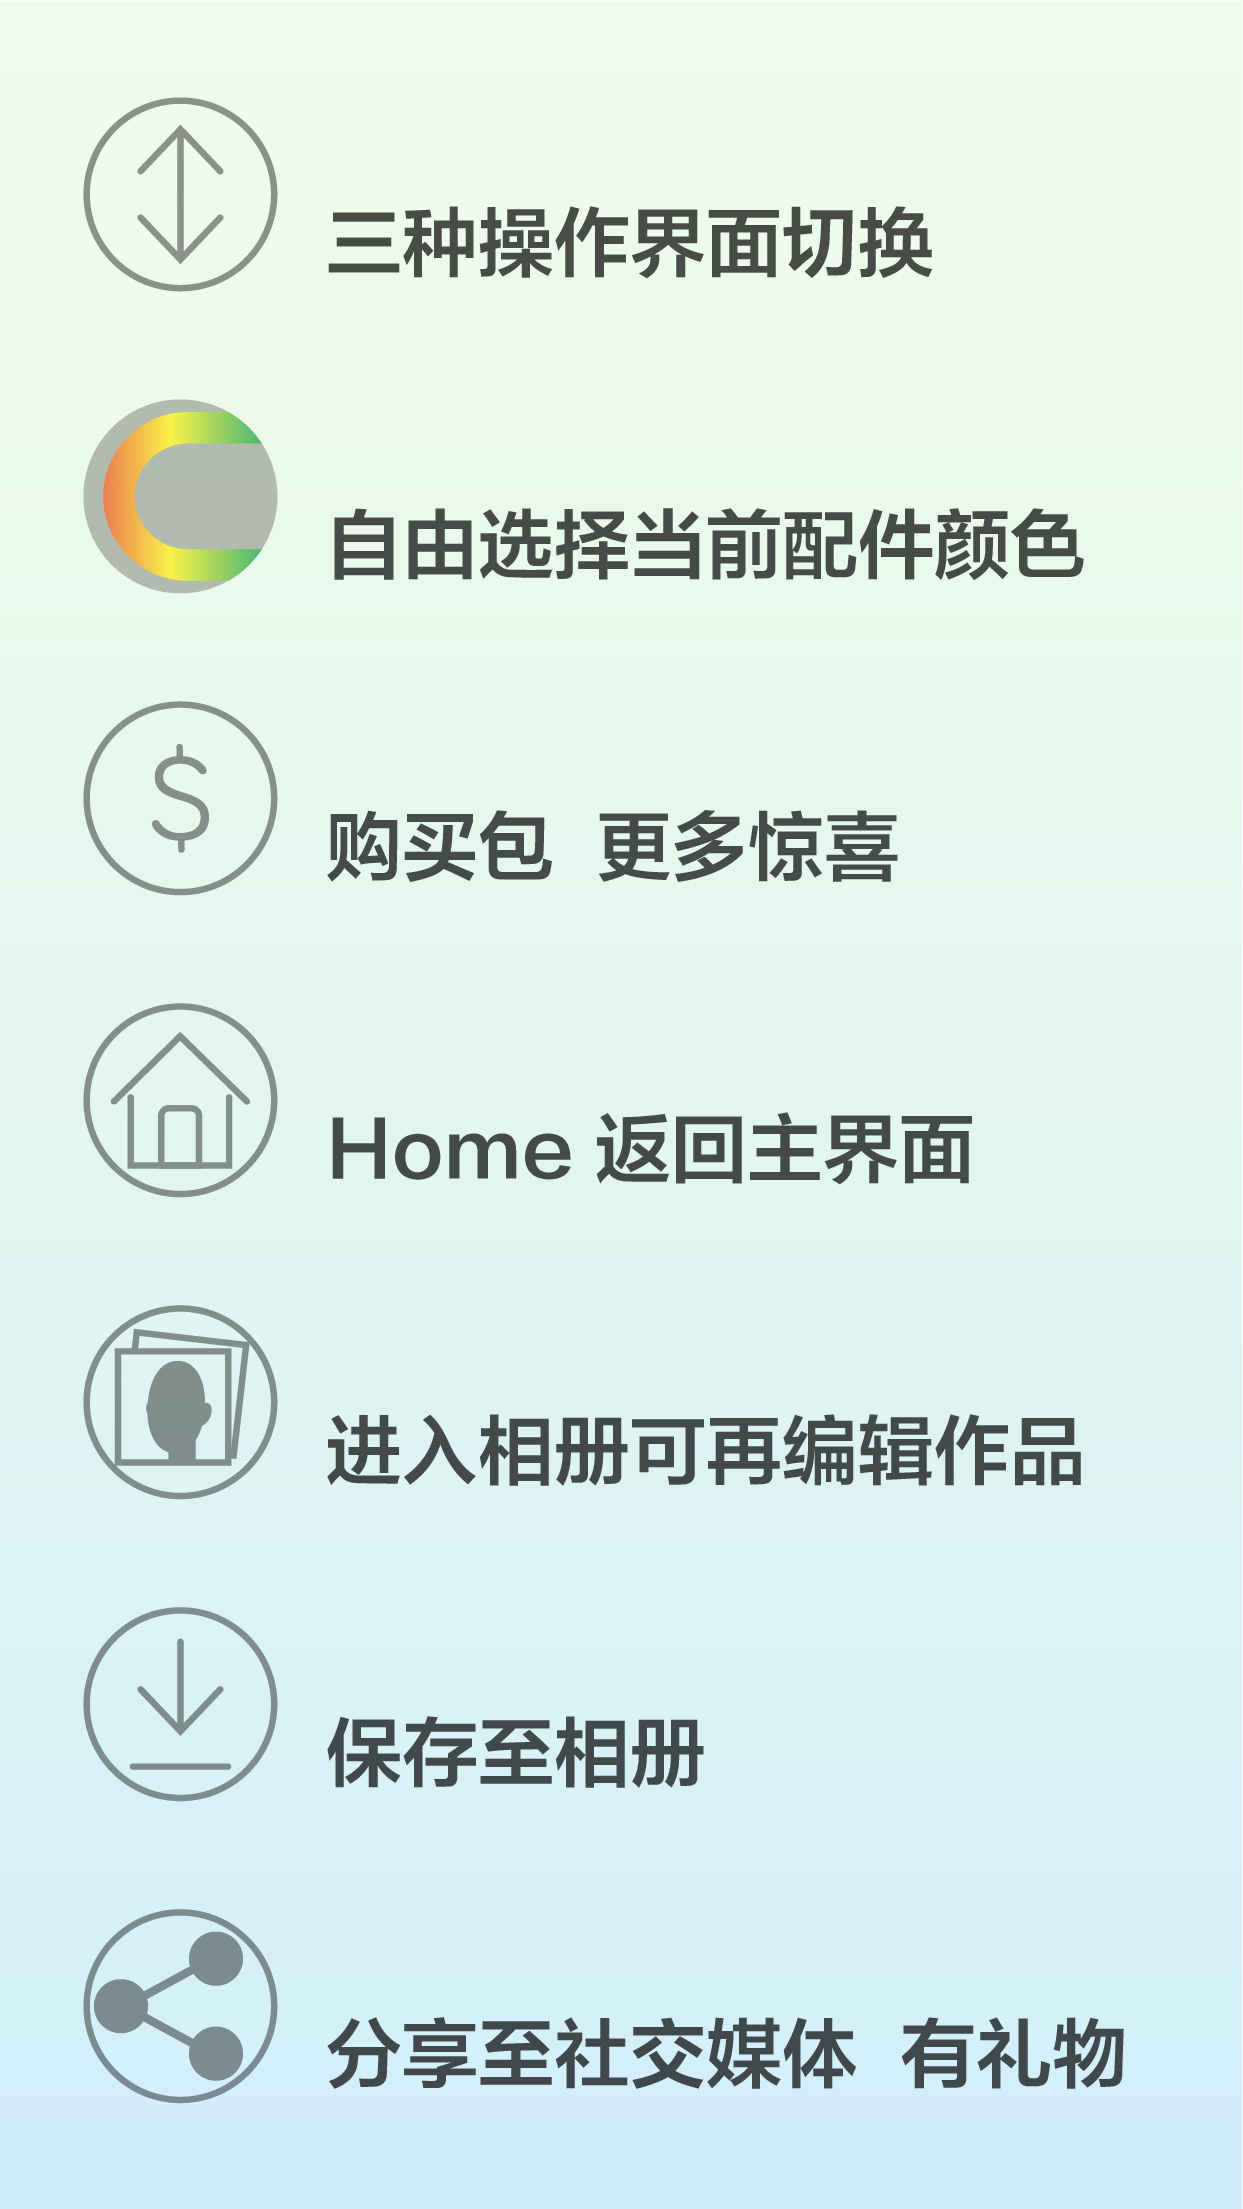 三种操作界面切换
自由选择当前配件颜色
$
购买包 更多惊喜
Home 返回主界面
进入相册可再编辑作品
保存至相册
分享至社交媒体 有礼物